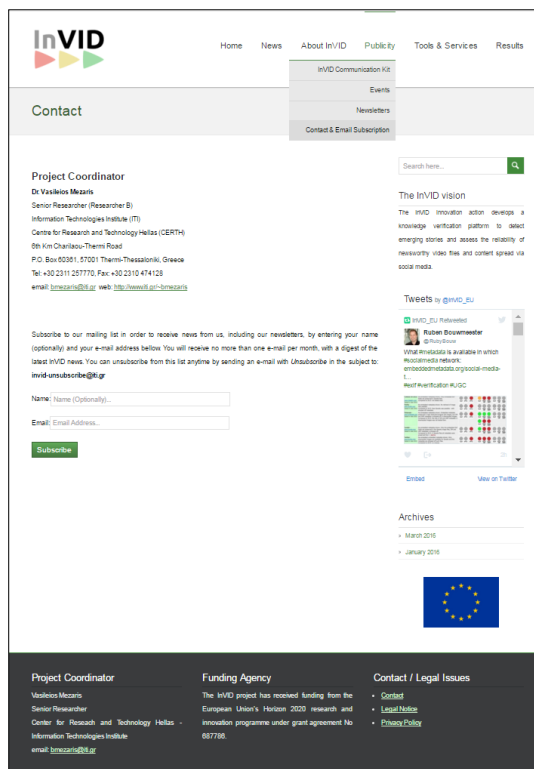 InVID
Home News About InVID Publicity Tools & Services Results
InVID Communication Kit
Events
Newsletters
Contact & Email Subscription
Contact
Project Coordinator
Dr. Vasileios Mezaris
Senior Researcher (Researcher B)
Information Technologies Institute (ITI)
Centre for Research and Technology Hellas (CERTH)
6th Km Charilaou-Thermi Road
P.O. Box 60361, 57001 Thermi-Thessaloniki, Greece
Tel: +30 2311 257770, Fax: +30 2310 474128
email: bmezaris@iti.gr web: http://www.iti.gr/~bmezaris
Subscribe to our mailing list in order to receive news from us, including our newsletters, by entering your name
(optionally) and your e-mail address bellow. You will receive no more than one e-mail per month, with a digest of the
latest InVID news. You can unsubscribe from this list anytime by sending an e-mail with Unsubscribe in the subject to:
invid-unsubscribe@iti.gr
Name: Name (Optionally)...
Email: Email Address...
Subscribe
Search here...
The InVID vision
The InVID innovation action develops a
knowledge verification platform to detect
emerging stories and assess the reliability of
newsworthy video files and content spread via
social media.
Tweets by @InVID_EU
InVID_EU Retweeted
Ruben Bouwmeester
@RubyBouw
What #metadata is available in which
#socialmedia network:
embeddedmetadata.org/social-media-
t...
#exif #verification #UGC
Embed View on Twitter
Archives
March 2016
January 2016
Project Coordinator
Vasileios Mezaris
Senior Researcher
Center for Reseach and Technology Hellas -
Information Technologies Institute
email: bmezaris@iti.gr
Funding Agency
The InVID project has received funding from the
European Union's Horizon 2020 research and
innovation programme under grant agreement No
687786.
Contact / Legal Issues
Contact
Legal Notice
Privacy Policy